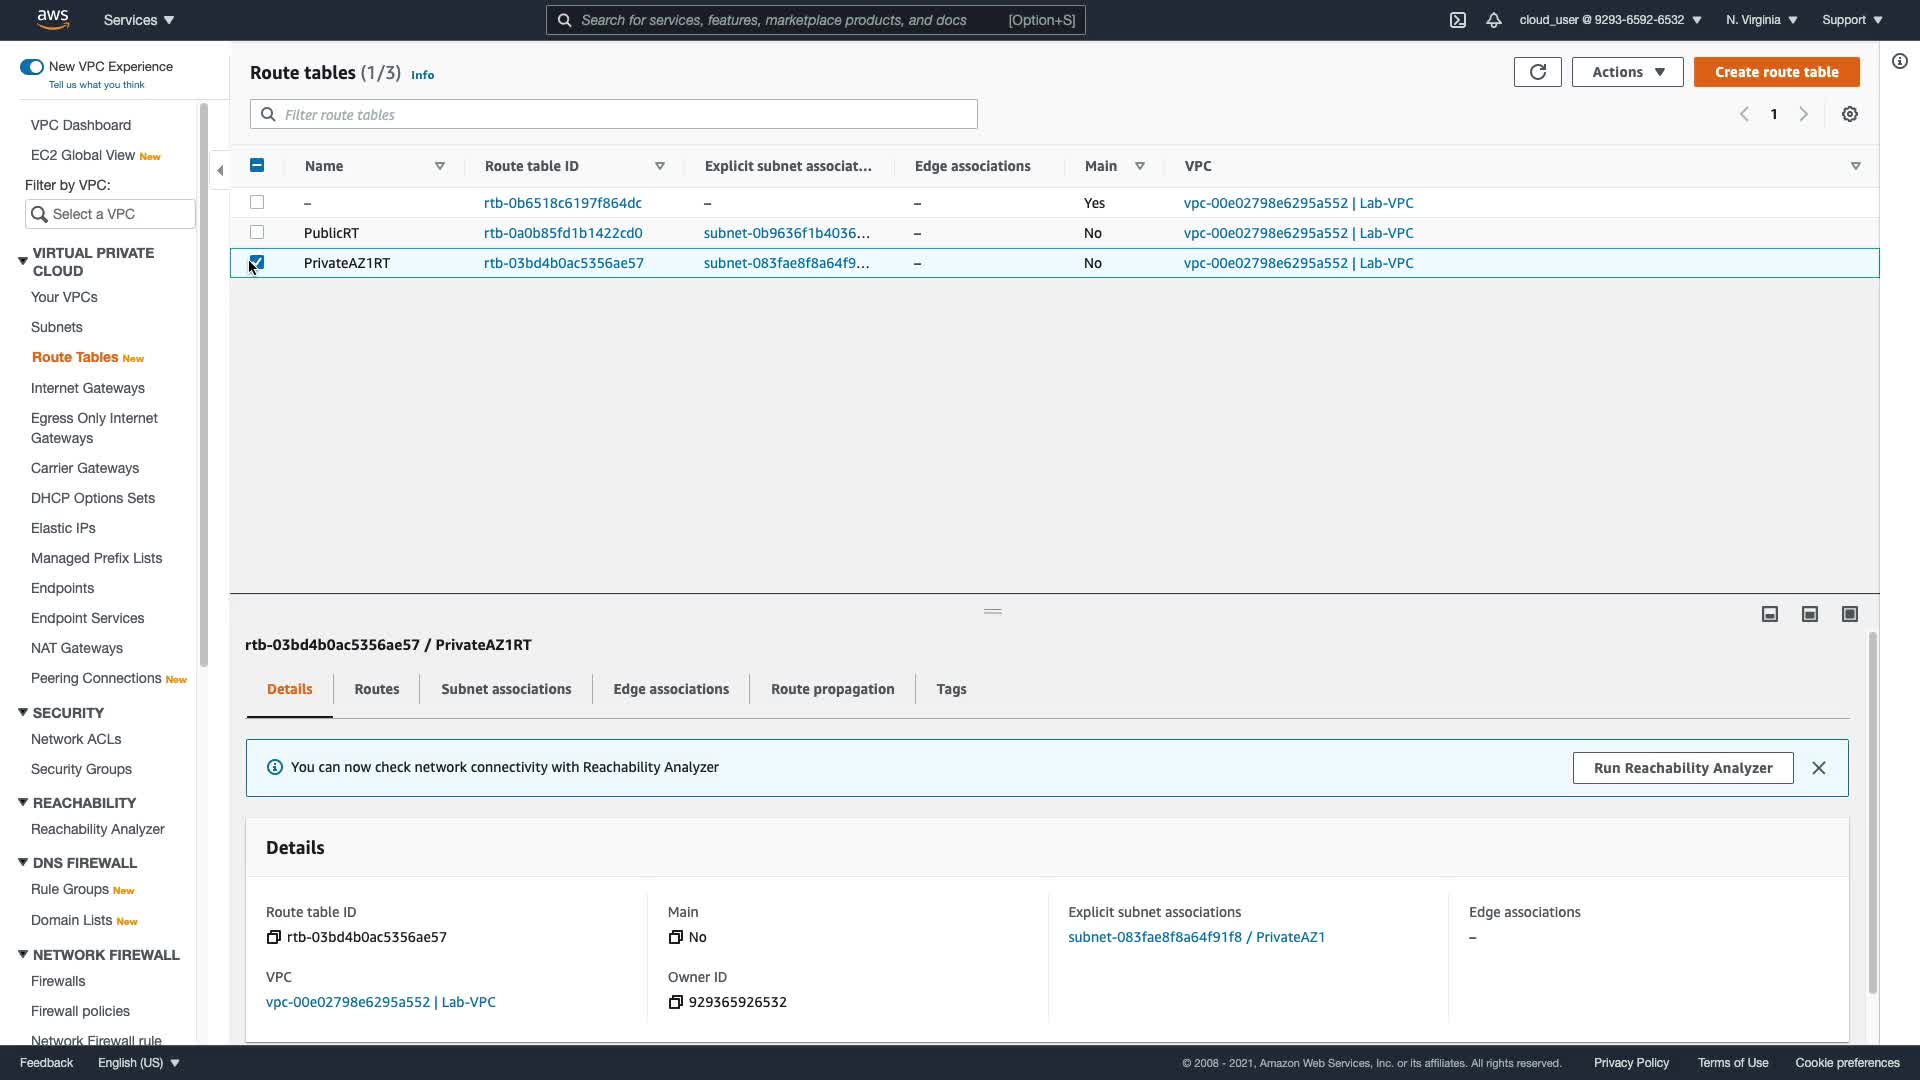 aws
Services
Search for services, features, marketplace products, and docs [Option+S]
cloud_user @ 9293-6592-6532
N. Virginia
Support
New VPC Experience
Tell us what you think
VPC Dashboard
EC2 Global View New
Filter by VPC:
Select a VPC
VIRTUAL PRIVATE
CLOUD
Your VPCs
Subnets
Route Tables New
Internet Gateways
Egress Only Internet
Gateways
Carrier Gateways
DHCP Options Sets
Elastic IPs
Managed Prefix Lists
Endpoints
Endpoint Services
NAT Gateways
Peering Connections New
SECURITY
Network ACLs
Security Groups
REACHABILITY
Reachability Analyzer
DNS FIREWALL
Rule Groups New
Domain Lists New
NETWORK FIREWALL
Firewalls
Firewall policies
Network Firewall rule
Route tables (1/3) Info
Actions
Create route table
Filter route tables
1
Name Route table ID Explicit subnet associat... Edge associations Main VPC
– rtb-0b6518c6197f864dc – – Yes vpc-00e02798e6295a552 | Lab-VPC
PublicRT rtb-0a0b85fd1b1422cd0 subnet-0b9636f1b4036... – No vpc-00e02798e6295a552 | Lab-VPC
PrivateAZ1RT rtb-03bd4b0ac5356ae57 subnet-083fae8f8a64f9... – No vpc-00e02798e6295a552 | Lab-VPC
rtb-03bd4b0ac5356ae57 / PrivateAZ1RT
Details Routes Subnet associations Edge associations Route propagation Tags
You can now check network connectivity with Reachability Analyzer
Run Reachability Analyzer
Details
Route table ID
rtb-03bd4b0ac5356ae57
Main
No
Explicit subnet associations
subnet-083fae8f8a64f91f8 / PrivateAZ1
Edge associations
–
VPC
vpc-00e02798e6295a552 | Lab-VPC
Owner ID
929365926532
Feedback English (US)
© 2008 - 2021, Amazon Web Services, Inc. or its affiliates. All rights reserved. Privacy Policy Terms of Use Cookie preferences